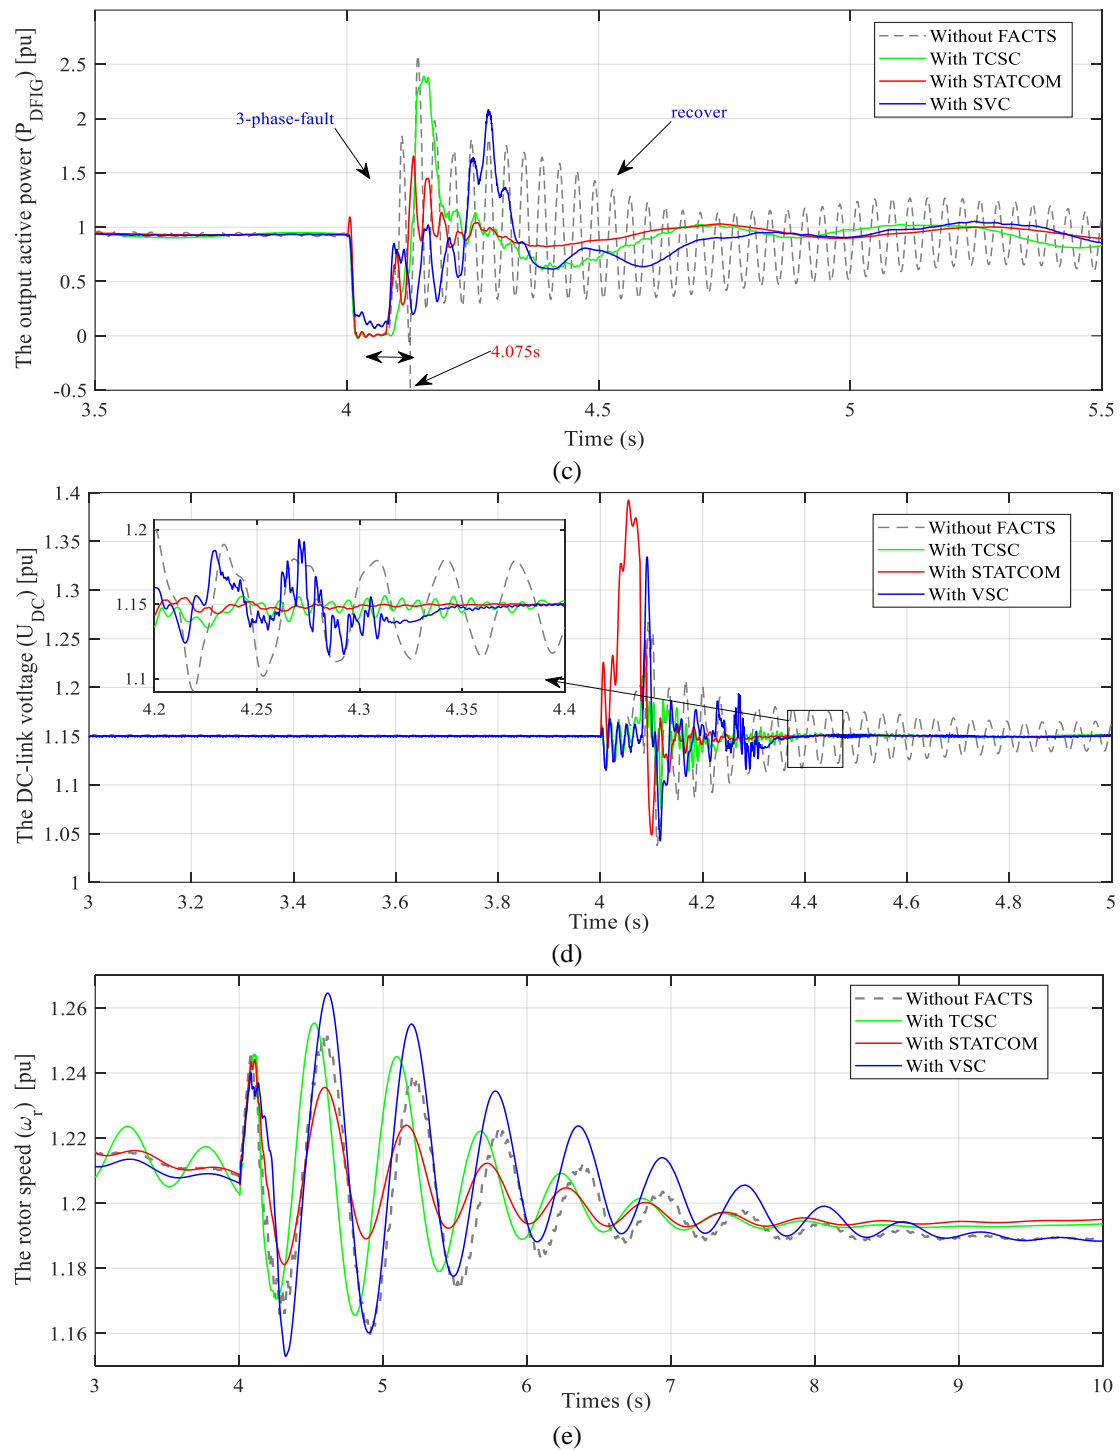 The output active power (P_DFIG) [pu]
2.5
2
1.5
1
0.5
0
-0.5
3-phase-fault
recover
4.075s
Without FACTS
With TCSC
With STATCOM
With SVC
3.5 4 4.5 5 5.5
Time (s)
(c)
The DC-link votltage (U_DC) [pu]
1.4
1.35
1.3
1.25
1.2
1.15
1.1
1.05
1
1.2
1.15
1.1
4.2 4.25 4.3 4.35 4.4
Without FACTS
With TCSC
With STATCOM
With VSC
3 3.2 3.4 3.6 3.8 4 4.2 4.4 4.6 4.8 5
Time (s)
(d)
The rotor speed (ω_r) [pu]
1.26
1.24
1.22
1.2
1.18
1.16
Without FACTS
With TCSC
With STATCOM
With VSC
3 4 5 6 7 8 9 10
Times (s)
(e)